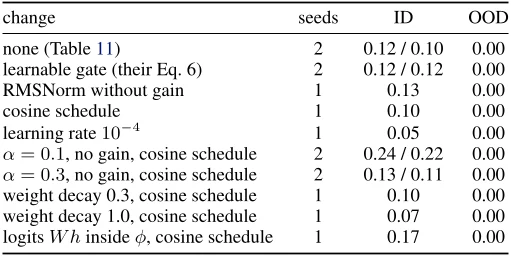 change seeds ID OOD
none (Table 11) 2 0.12 / 0.10 0.00
learnable gate (their Eq. 6) 2 0.12 / 0.12 0.00
RMSNorm without gain 1 0.13 0.00
cosine schedule 1 0.10 0.00
learning rate 10⁻⁴ 1 0.05 0.00
α = 0.1, no gain, cosine schedule 2 0.24 / 0.22 0.00
α = 0.3, no gain, cosine schedule 2 0.13 / 0.11 0.00
weight decay 0.3, cosine schedule 1 0.10 0.00
weight decay 1.0, cosine schedule 1 0.07 0.00
logits Wh inside ϕ, cosine schedule 1 0.17 0.00